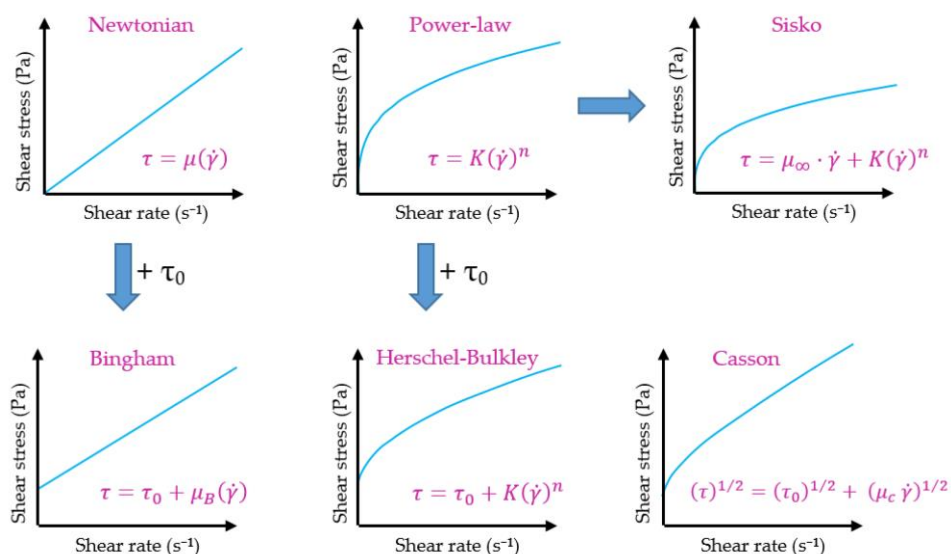 Newtonian
Shear stress (Pa)
τ = μ(γ̇)
Shear rate (s⁻¹)
Power-law
Shear stress (Pa)
τ = K(γ̇)ⁿ
Shear rate (s⁻¹)
Sisko
Shear stress (Pa)
τ = μ∞ · γ̇ + K(γ̇)ⁿ
Shear rate (s⁻¹)
+ τ₀
+ τ₀
Bingham
Shear stress (Pa)
τ = τ₀ + μ_B(γ̇)
Shear rate (s⁻¹)
Herschel-Bulkley
Shear stress (Pa)
τ = τ₀ + K(γ̇)ⁿ
Shear rate (s⁻¹)
Casson
Shear stress (Pa)
(τ)¹/² = (τ₀)¹/² + (μ_c γ̇)¹/²
Shear rate (s⁻¹)